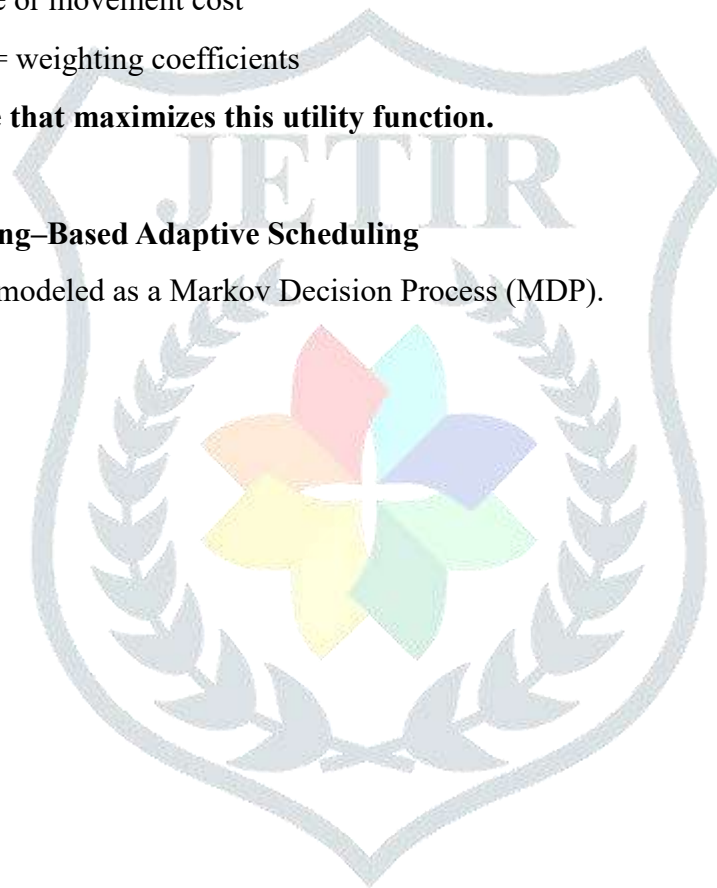 or movement cost
= weighting coefficients
that maximizes this utility function.
JETIR
ng–Based Adaptive Scheduling
modeled as a Markov Decision Process (MDP).